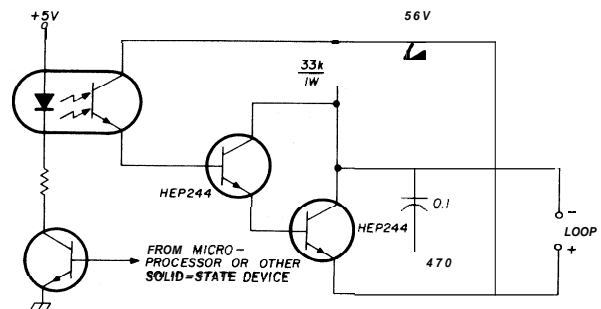 +5V
56V
33k
1W
HEP244
HEP244
0.1
-
LOOP
+
470
FROM MICRO-
PROCESSOR OR OTHER
SOLID-STATE DEVICE